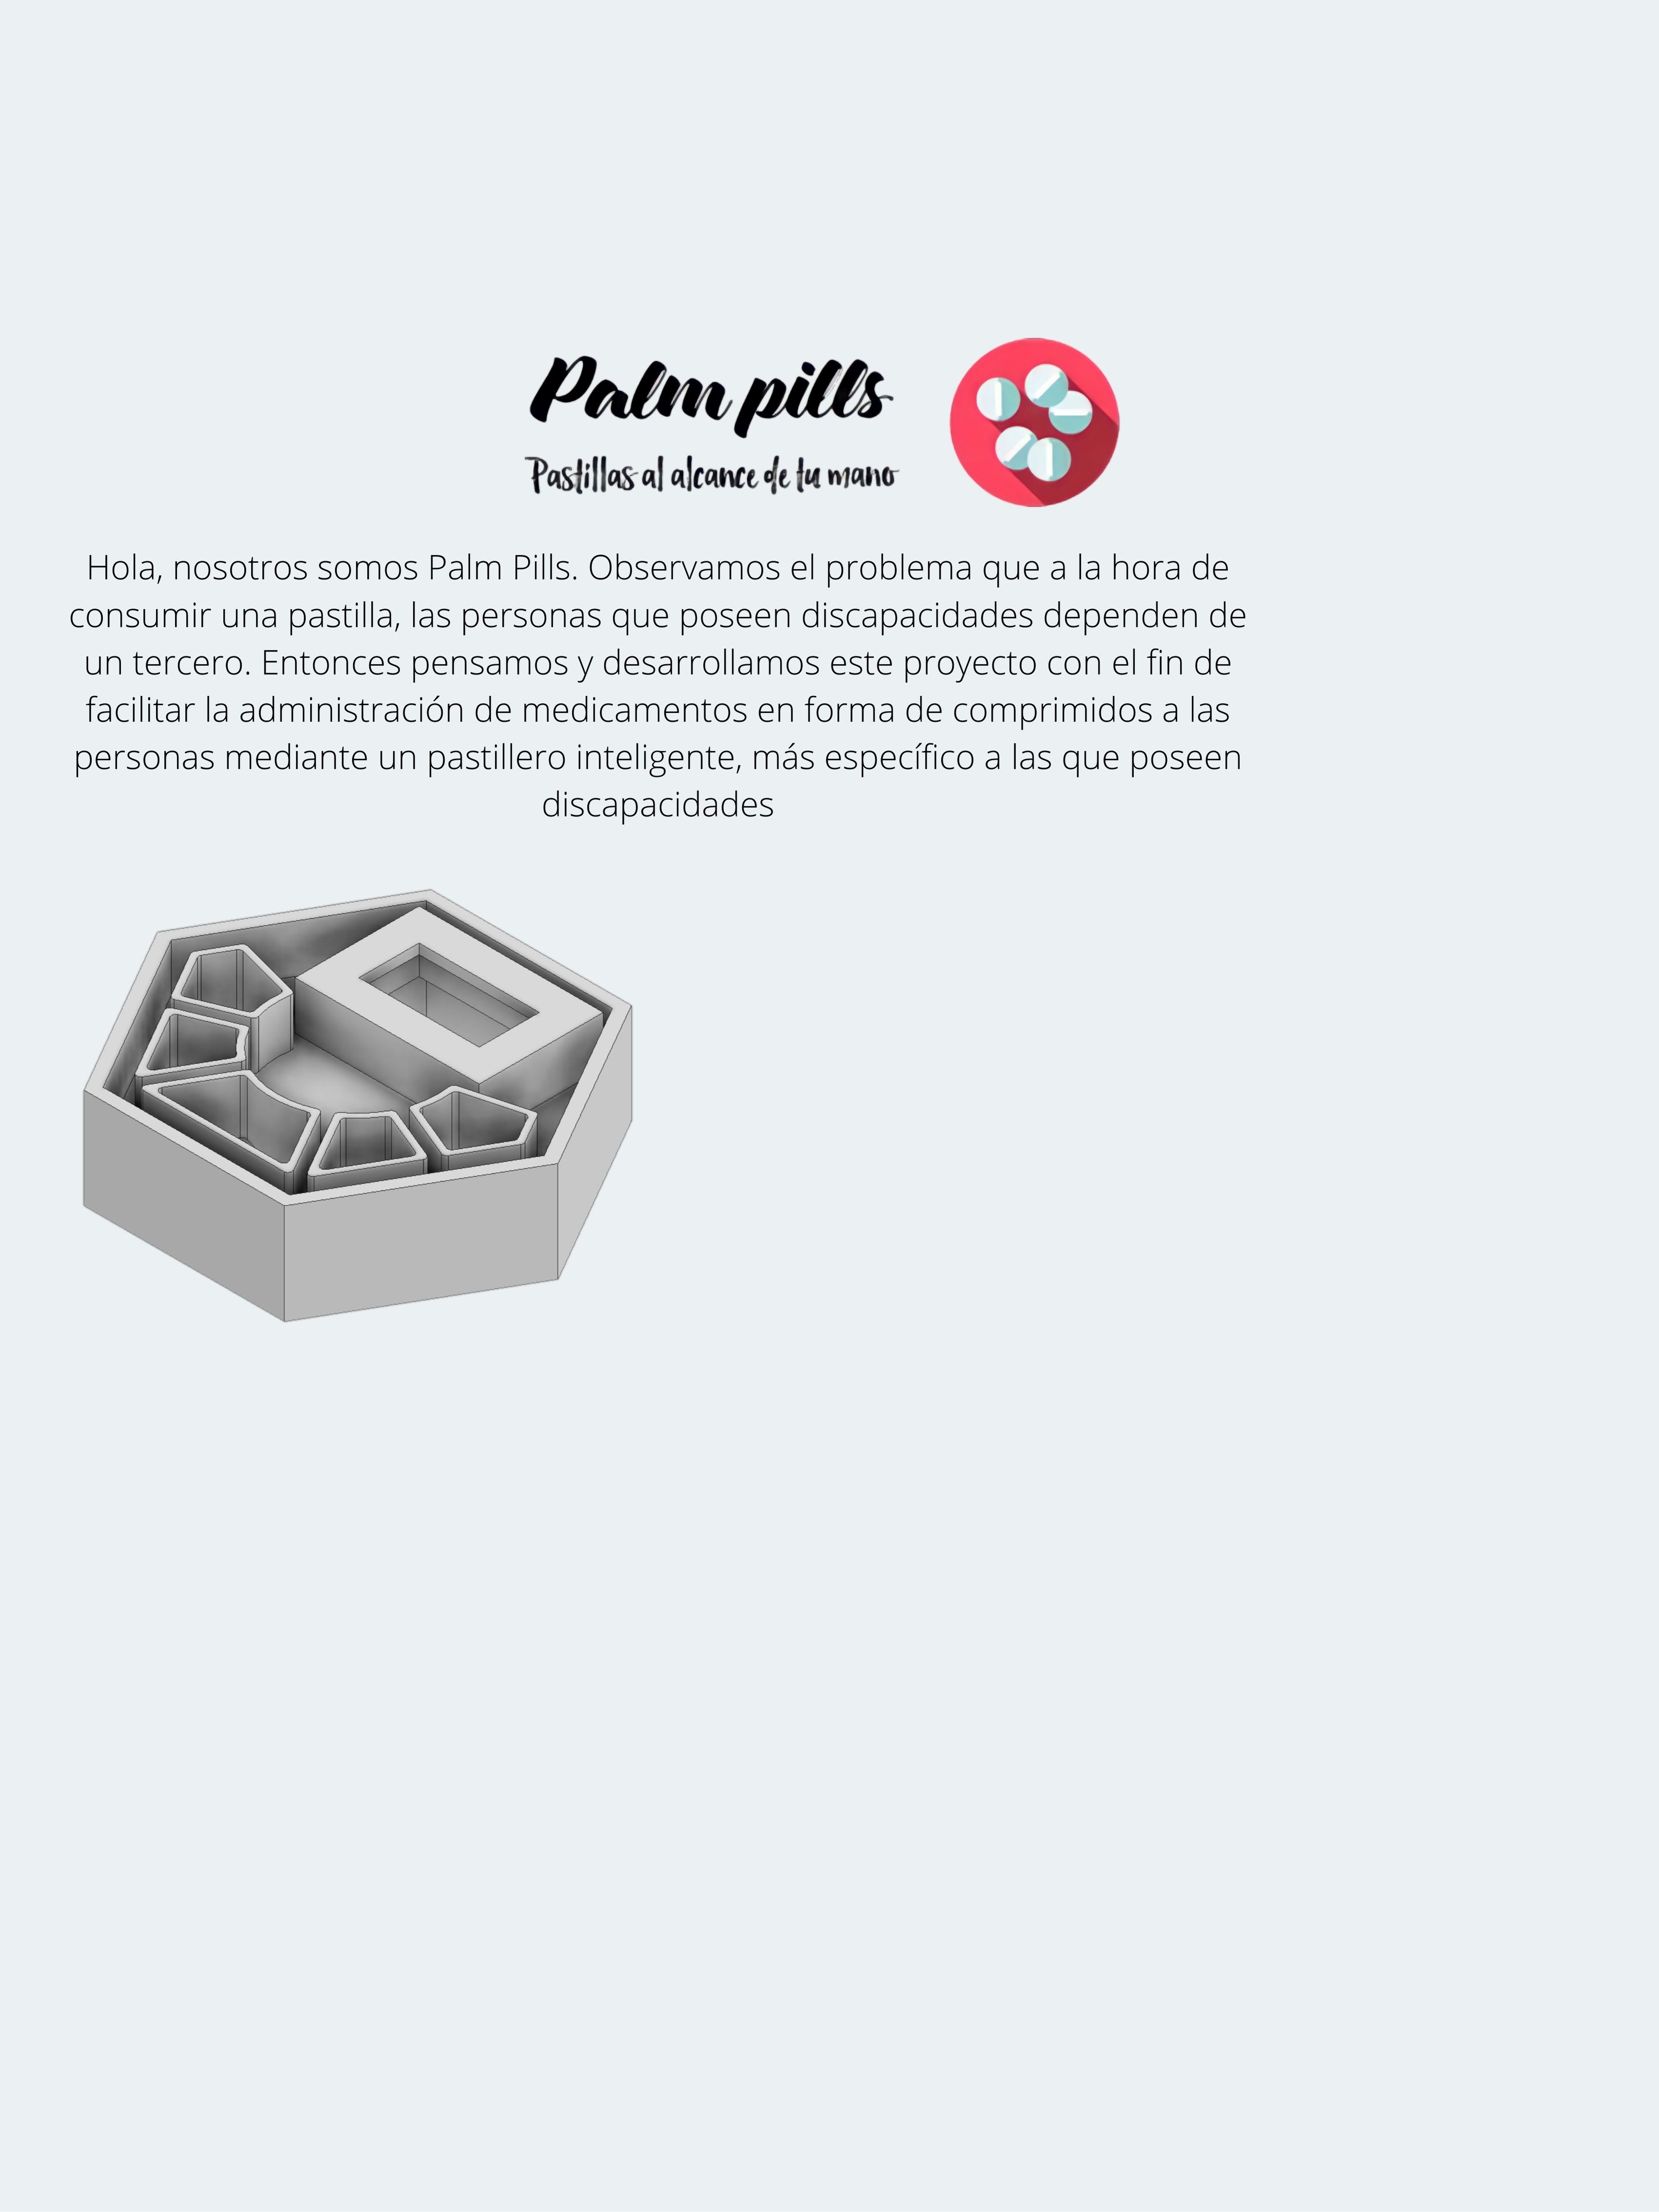 Palm pills
Pastillas al alcance de tu mano
Hola, nosotros somos Palm Pills. Observamos el problema que a la hora de
consumir una pastilla, las personas que poseen discapacidades dependen de
un tercero. Entonces pensamos y desarrollamos este proyecto con el fin de
facilitar la administración de medicamentos en forma de comprimidos a las
personas mediante un pastillero inteligente, más específico a las que poseen
discapacidades